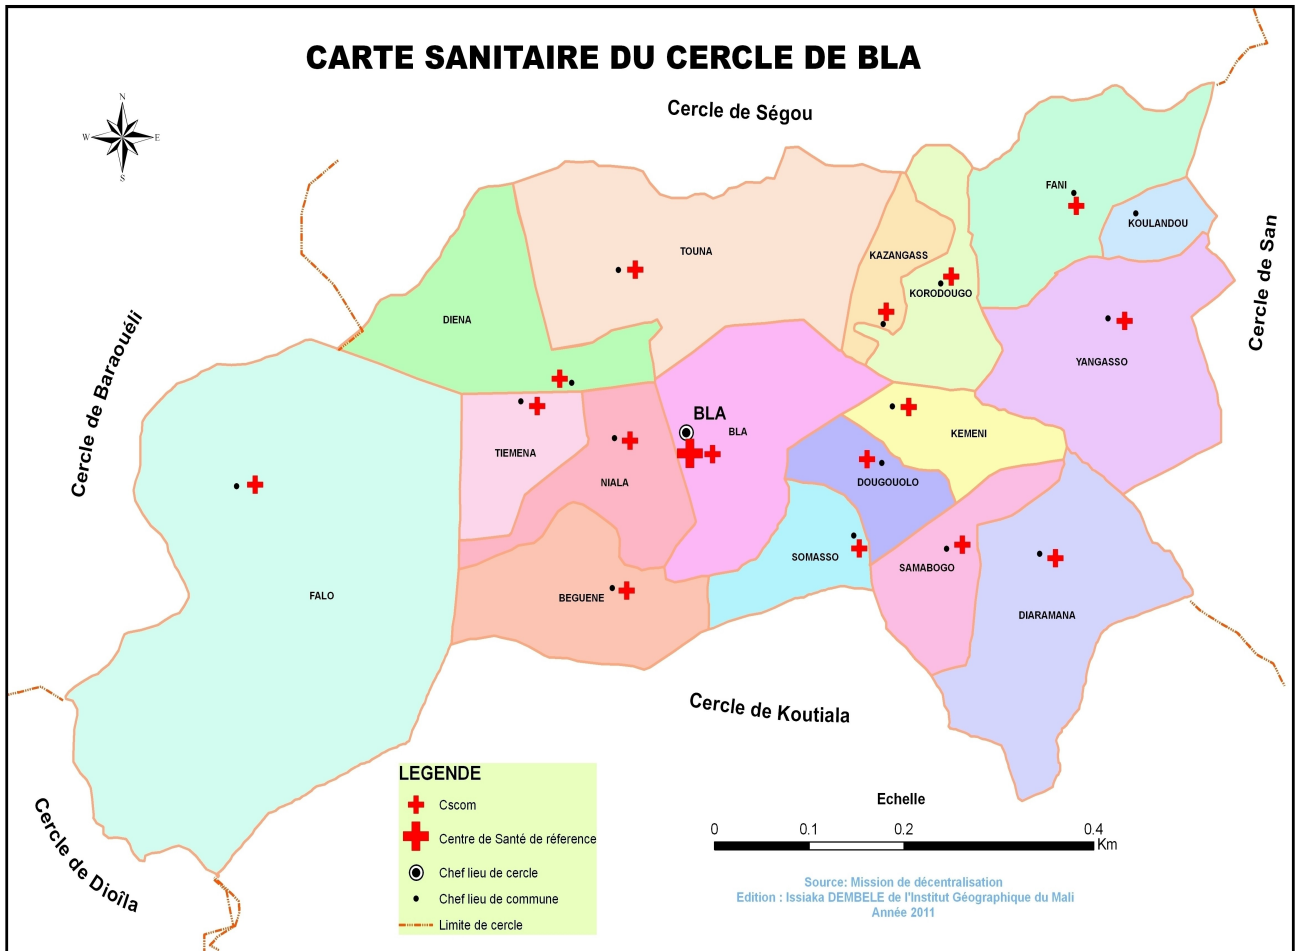 CARTE SANITAIRE DU CERCLE DE BLA
N
W
E
S
Cercle de Ségou
Cercle de San
Cercle de Baraouéli
Cercle de Koutiala
Cercle de Dioîla
FANI
KOULANDOU
TOUNA
KAZANGASS
KORODOUGO
DIENA
YANGASSO
BLA
BLA
KEMENI
TIEMENA
NIALA
DOUGOUOLO
SOMASSO
SAMABOGO
BEGUENE
FALO
DIARAMANA
LEGENDE
Cscom
Centre de Santé de réference
Chef lieu de cercle
Chef lieu de commune
Limite de cercle
Echelle
0 0.1 0.2 0.4
Km
Source: Mission de décentralisation
Edition : Issiaka DEMBELE de l'Institut Géographique du Mali
Année 2011